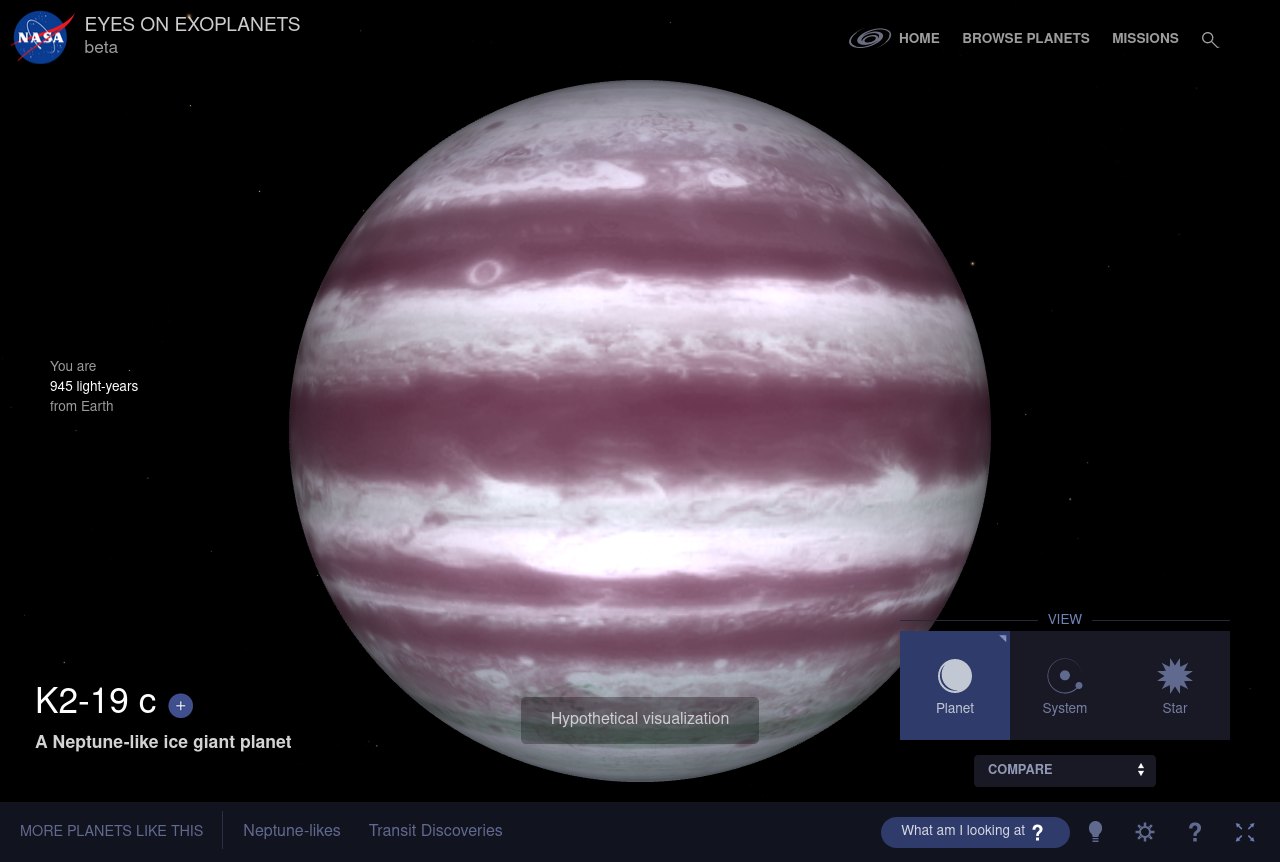 NASA
EYES ON EXOPLANETS
beta
HOME
BROWSE PLANETS
MISSIONS
You are
945 light-years
from Earth
K2-19 c +
A Neptune-like ice giant planet
Hypothetical visualization
VIEW
Planet
System
Star
COMPARE
MORE PLANETS LIKE THIS
Neptune-likes
Transit Discoveries
What am I looking at ?
?